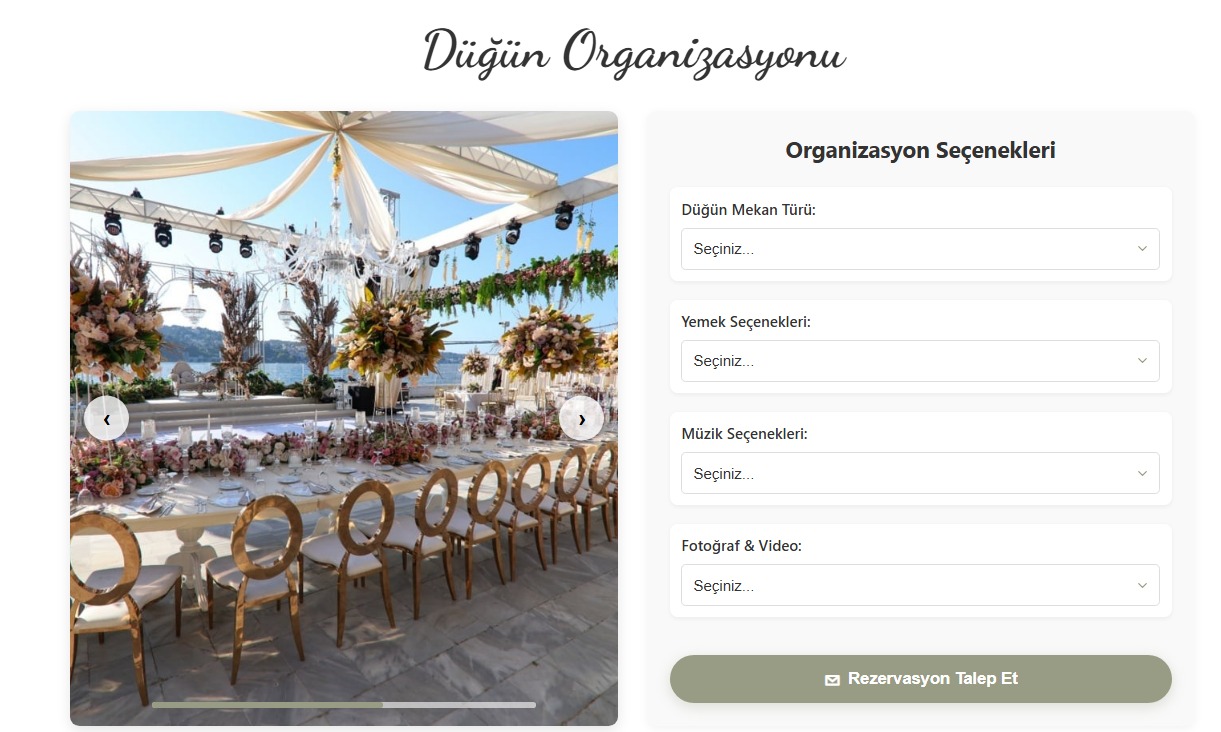 Düğün Organizasyonu
Organizasyon Seçenekleri
Düğün Mekan Türü:
Seçiniz...
Yemek Seçenekleri:
Seçiniz...
Müzik Seçenekleri:
Seçiniz...
Fotoğraf & Video:
Seçiniz...
Rezervasyon Talep Et